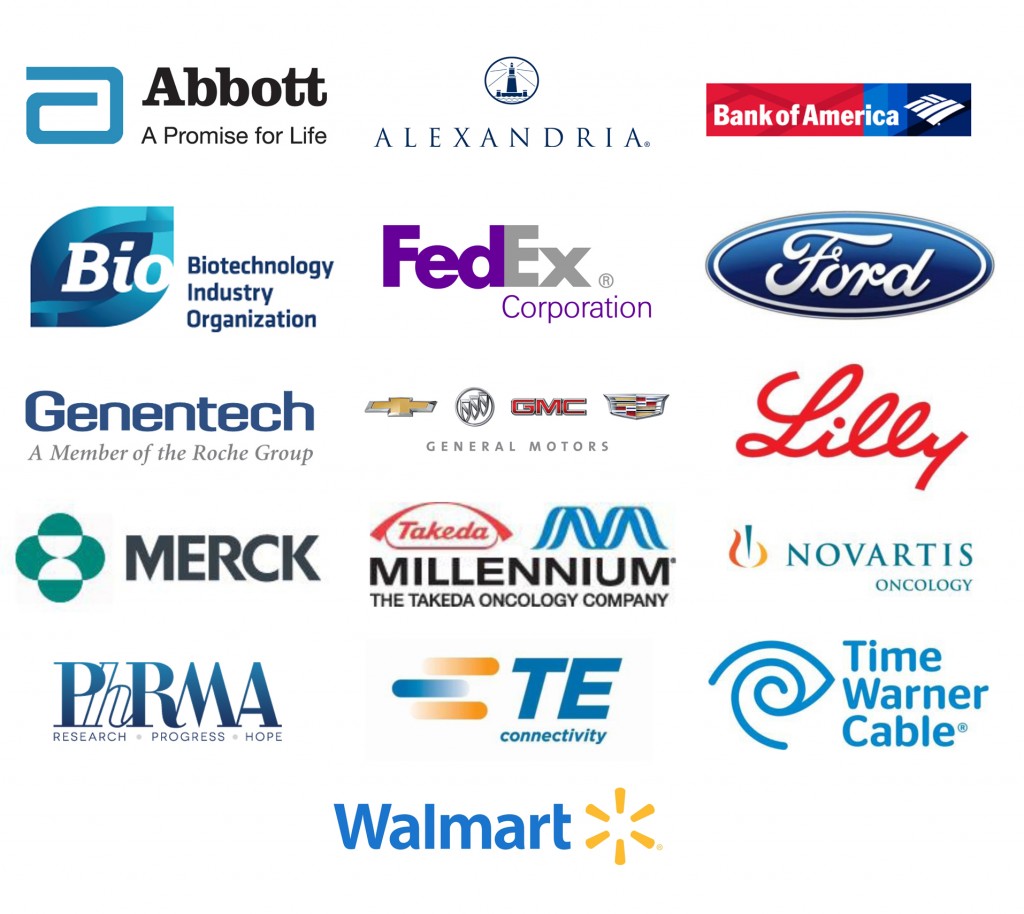 Abbott
A Promise for Life
ALEXANDRIA®
Bank of America
Bio
Biotechnology
Industry
Organization
FedEx®
Corporation
Ford
Genentech
A Member of the Roche Group
GMC
GENERAL MOTORS
Lilly
MERCK
Takeda
MILLENNIUM®
THE TAKEDA ONCOLOGY COMPANY
NOVARTIS
ONCOLOGY
PhRMA
RESEARCH • PROGRESS • HOPE
TE
connectivity
Time
Warner
Cable®
Walmart